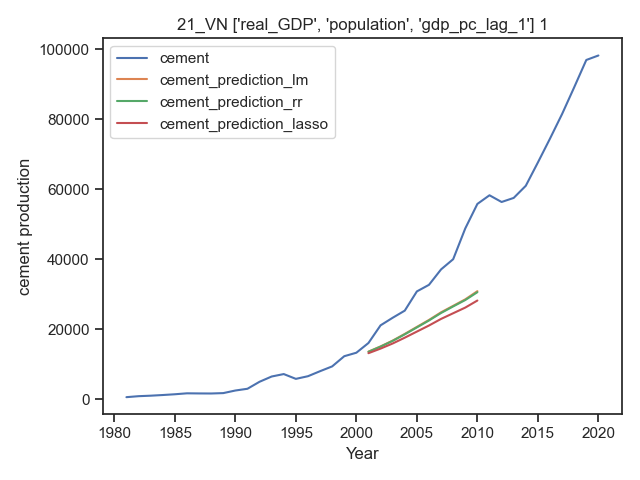 21_VN ['real_GDP', 'population', 'gdp_pc_lag_1'] 1
100000
80000
60000
40000
20000
0
cement production
cement
cement_prediction_lm
cement_prediction_rr
cement_prediction_lasso
1980
1985
1990
1995
2000
2005
2010
2015
2020
Year